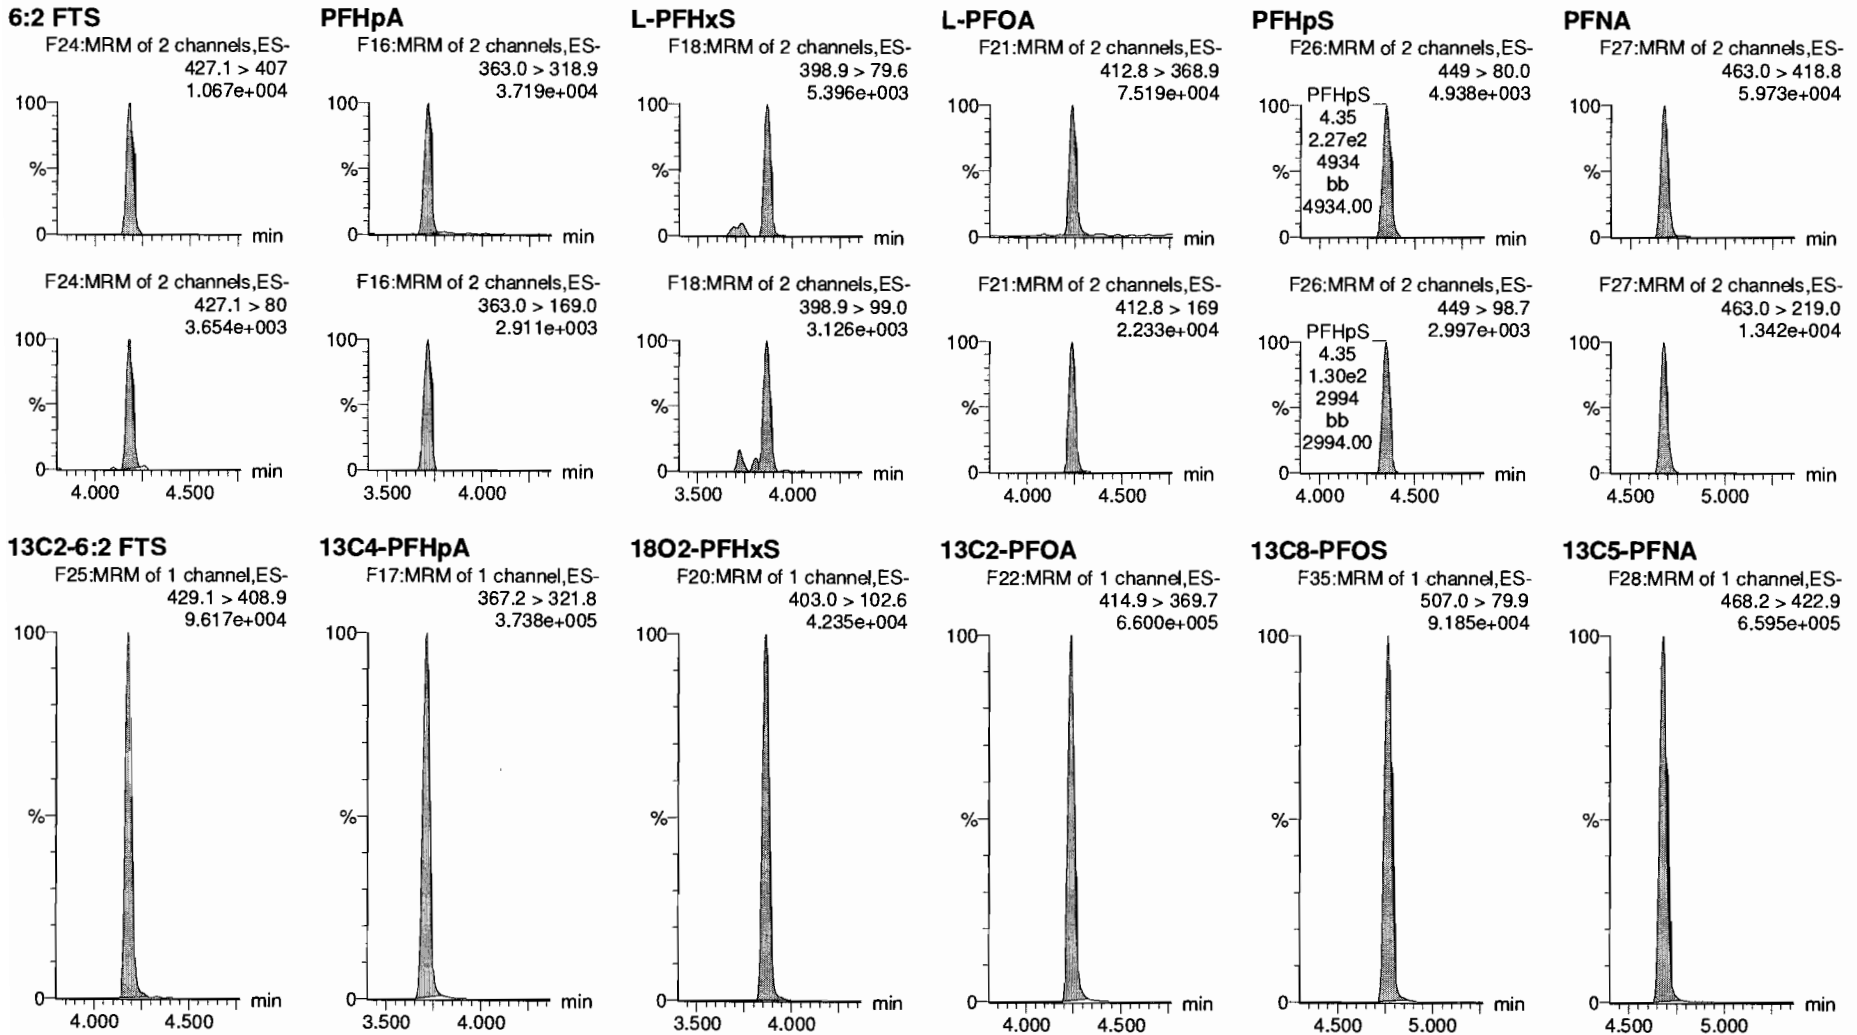 6:2 FTS
F24:MRM of 2 channels,ES-
427.1 > 407
1.067e+004
100
%
0
min
F24:MRM of 2 channels,ES-
427.1 > 80
3.654e+003
100
%
0
min
4.000 4.500
PFHpA
F16:MRM of 2 channels,ES-
363.0 > 318.9
3.719e+004
100
%
0
min
F16:MRM of 2 channels,ES-
363.0 > 169.0
2.911e+003
100
%
0
min
3.500 4.000
L-PFHxS
F18:MRM of 2 channels,ES-
398.9 > 79.6
5.396e+003
100
%
0
min
F18:MRM of 2 channels,ES-
398.9 > 99.0
3.126e+003
100
%
0
min
3.500 4.000
L-PFOA
F21:MRM of 2 channels,ES-
412.8 > 368.9
7.519e+004
100
%
0
min
F21:MRM of 2 channels,ES-
412.8 > 169
2.233e+004
100
%
0
min
4.000 4.500
PFHpS
F26:MRM of 2 channels,ES-
449 > 80.0
4.938e+003
100
PFHpS
4.35
2.27e2
4934
bb
4934.00
%
0
min
F26:MRM of 2 channels,ES-
449 > 98.7
2.997e+003
100
PFHpS
4.35
1.30e2
2994
bb
2994.00
%
0
min
4.000 4.500
PFNA
F27:MRM of 2 channels,ES-
463.0 > 418.8
5.973e+004
100
%
0
min
F27:MRM of 2 channels,ES-
463.0 > 219.0
1.342e+004
100
%
0
min
4.500 5.000
13C2-6:2 FTS
F25:MRM of 1 channel,ES-
429.1 > 408.9
9.617e+004
100
%
0
min
4.000 4.500
13C4-PFHpA
F17:MRM of 1 channel,ES-
367.2 > 321.8
3.738e+005
100
%
0
min
3.500 4.000
18O2-PFHxS
F20:MRM of 1 channel,ES-
403.0 > 102.6
4.235e+004
100
%
0
min
3.500 4.000
13C2-PFOA
F22:MRM of 1 channel,ES-
414.9 > 369.7
6.600e+005
100
%
0
min
4.000 4.500
13C8-PFOS
F35:MRM of 1 channel,ES-
507.0 > 79.9
9.185e+004
100
%
0
min
4.500 5.000
13C5-PFNA
F28:MRM of 1 channel,ES-
468.2 > 422.9
6.595e+005
100
%
0
min
4.500 5.000